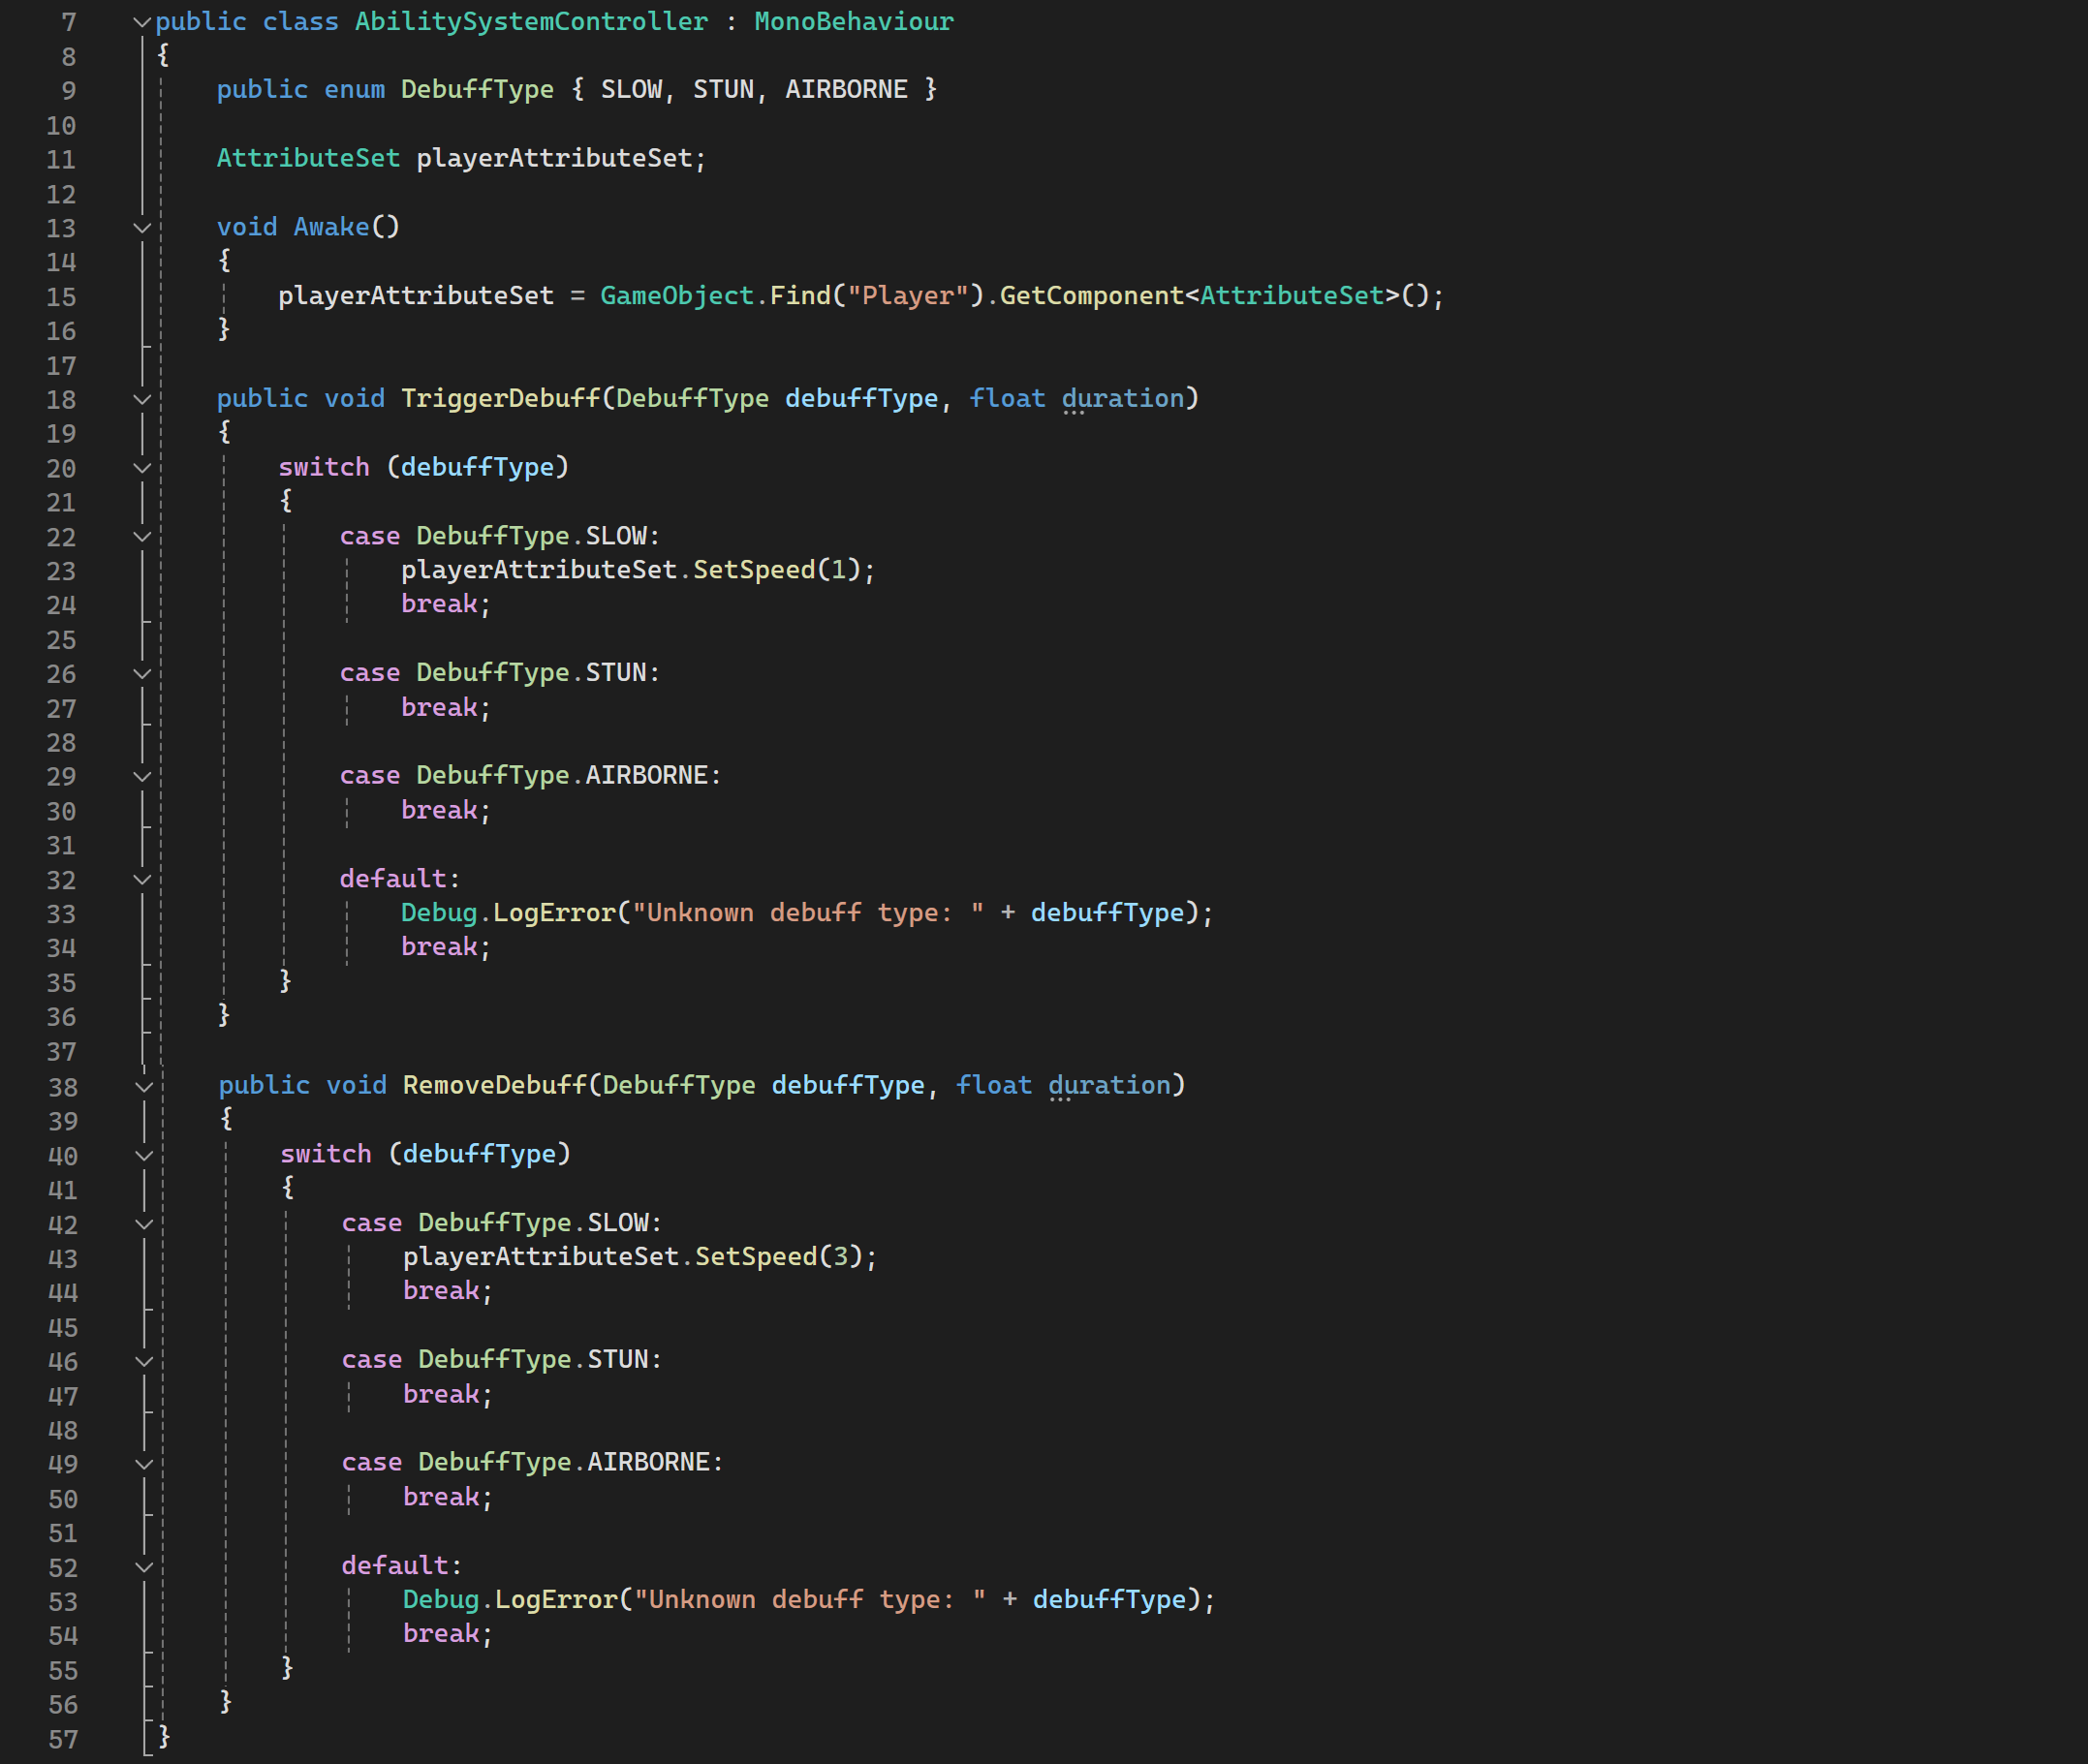 7 public class AbilitySystemController : MonoBehaviour
8 {
9     public enum DebuffType { SLOW, STUN, AIRBORNE }
10
11     AttributeSet playerAttributeSet;
12
13     void Awake()
14     {
15         playerAttributeSet = GameObject.Find("Player").GetComponent<AttributeSet>();
16     }
17
18     public void TriggerDebuff(DebuffType debuffType, float duration)
19     {
20         switch (debuffType)
21         {
22             case DebuffType.SLOW:
23                 playerAttributeSet.SetSpeed(1);
24                 break;
25
26             case DebuffType.STUN:
27                 break;
28
29             case DebuffType.AIRBORNE:
30                 break;
31
32             default:
33                 Debug.LogError("Unknown debuff type: " + debuffType);
34                 break;
35         }
36     }
37
38     public void RemoveDebuff(DebuffType debuffType, float duration)
39     {
40         switch (debuffType)
41         {
42             case DebuffType.SLOW:
43                 playerAttributeSet.SetSpeed(3);
44                 break;
45
46             case DebuffType.STUN:
47                 break;
48
49             case DebuffType.AIRBORNE:
50                 break;
51
52             default:
53                 Debug.LogError("Unknown debuff type: " + debuffType);
54                 break;
55         }
56     }
57 }